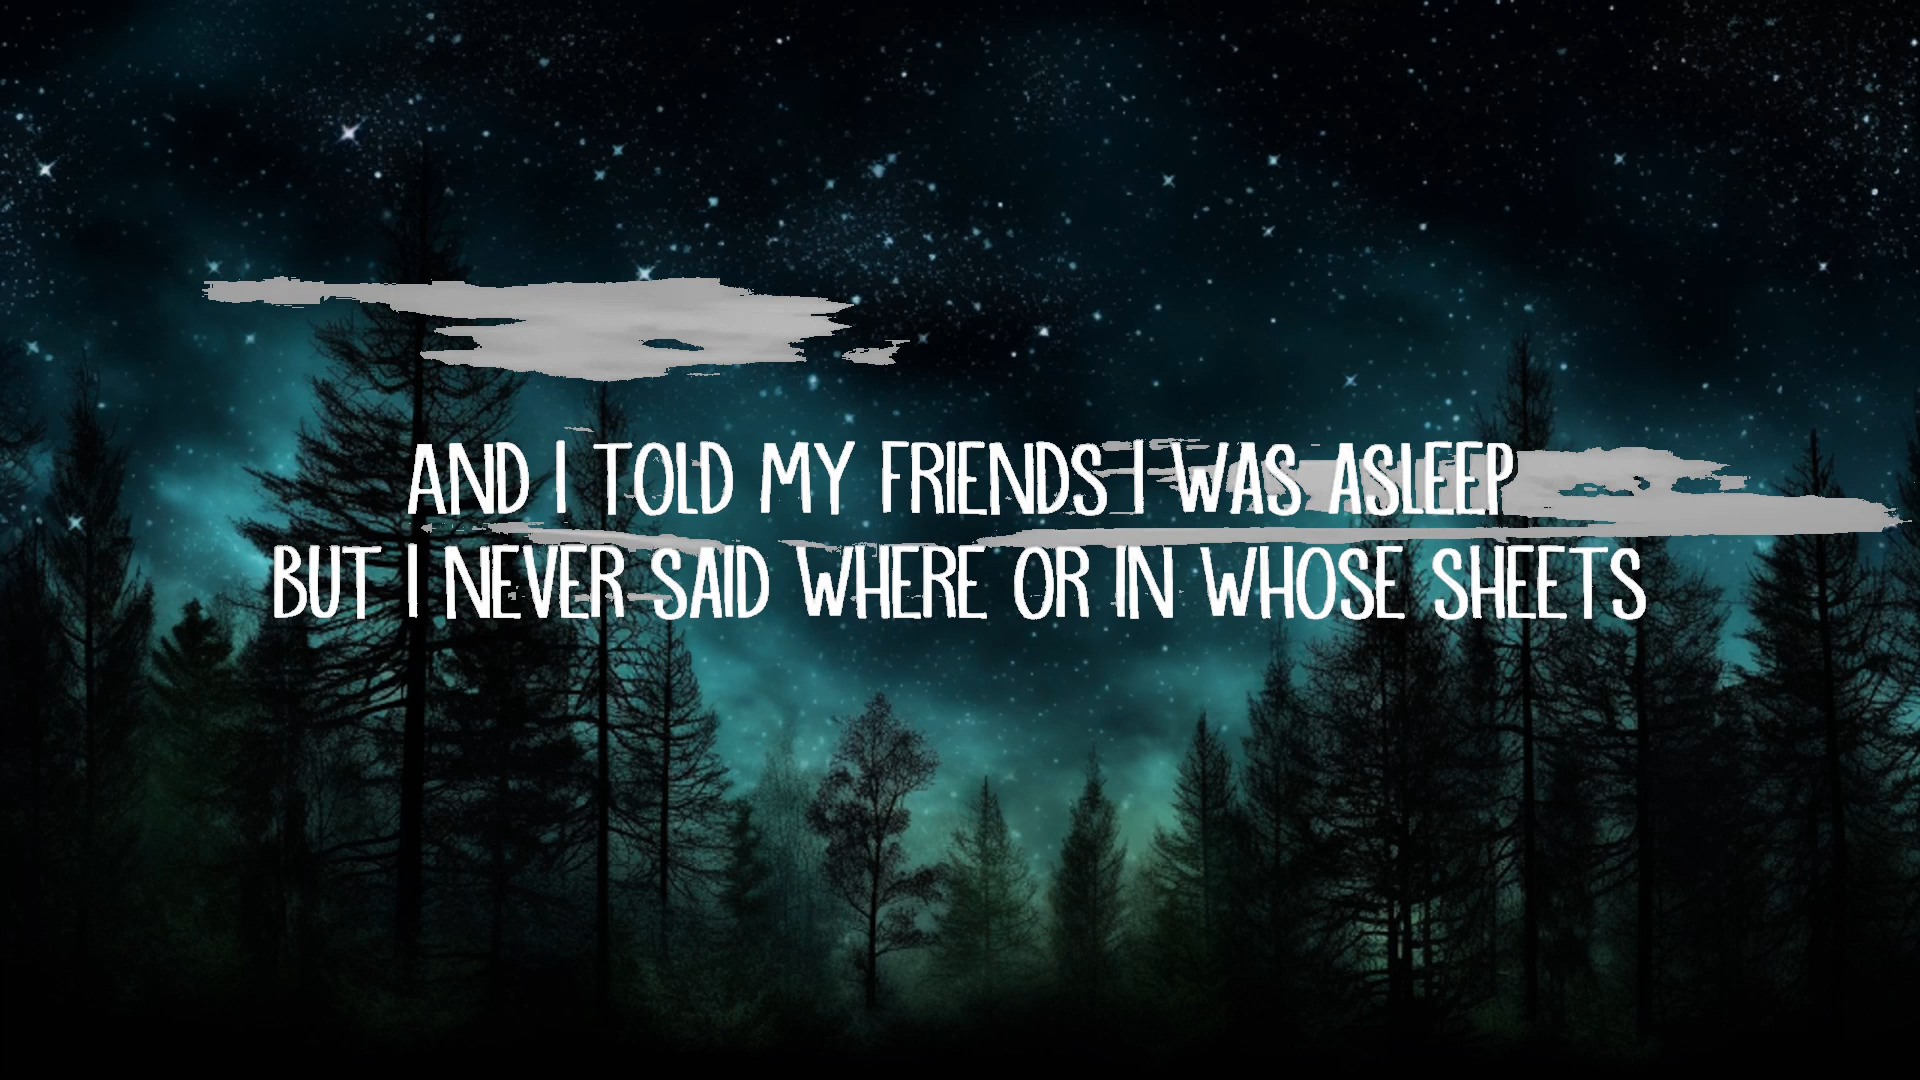 AND I TOLD MY FRIENDS I WAS ASLEEP
BUT I NEVER SAID WHERE OR IN WHOSE SHEETS